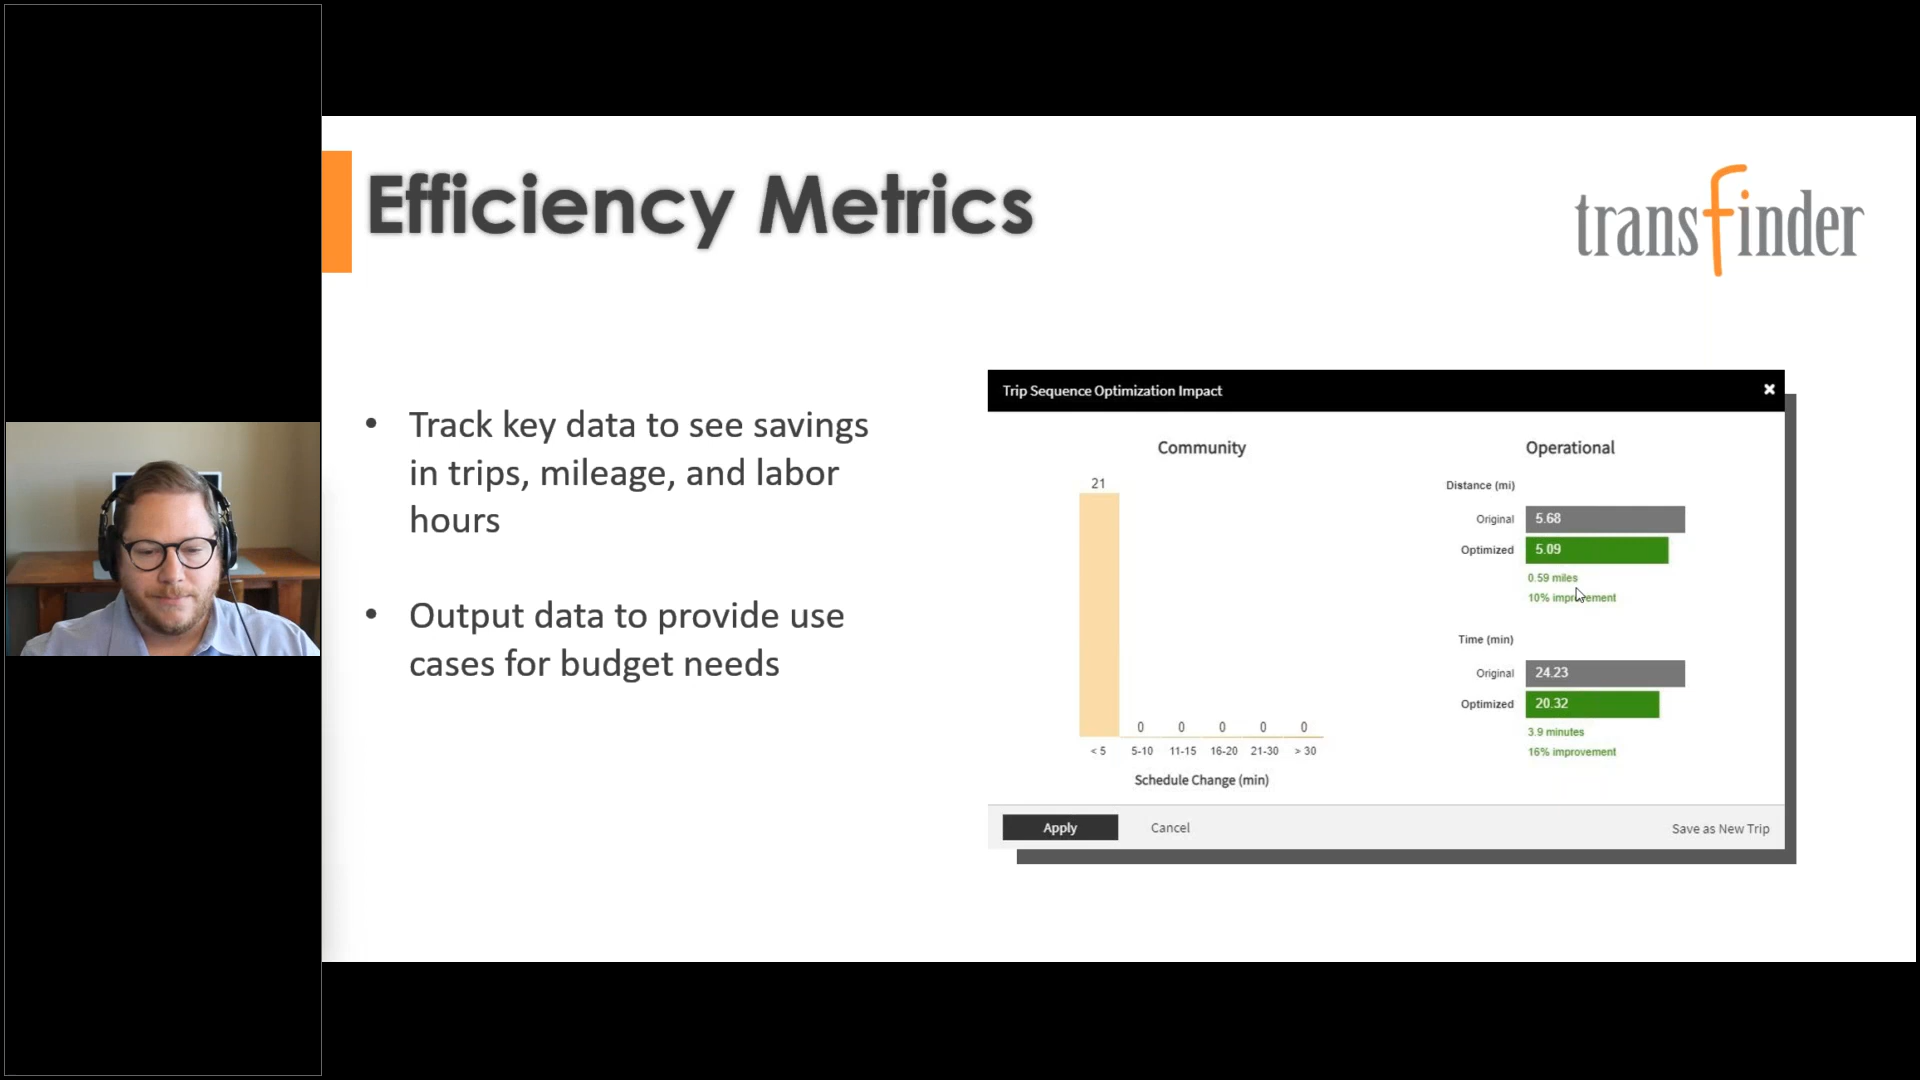 Efficiency Metrics
transfinder
• Track key data to see savings
in trips, mileage, and labor
hours
• Output data to provide use
cases for budget needs
Trip Sequence Optimization Impact
Community
21
0 0 0 0 0
< 5 5-10 11-15 16-20 21-30 > 30
Schedule Change (min)
Operational
Distance (mi)
Original 5.68
Optimized 5.09
0.59 miles
10% improvement
Time (min)
Original 24.23
Optimized 20.32
3.9 minutes
16% improvement
Apply Cancel Save as New Trip